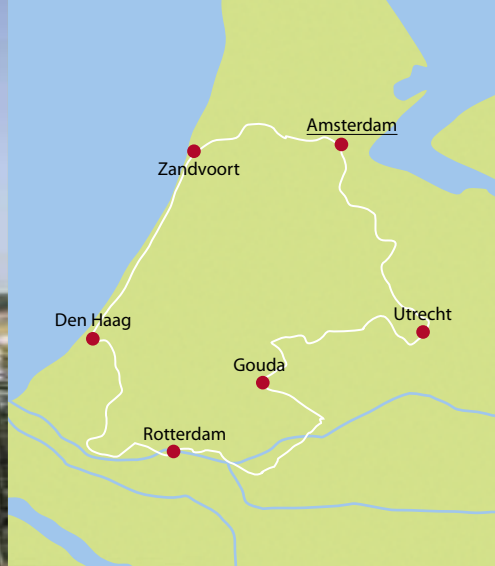 Amsterdam
Zandvoort
Den Haag
Utrecht
Gouda
Rotterdam